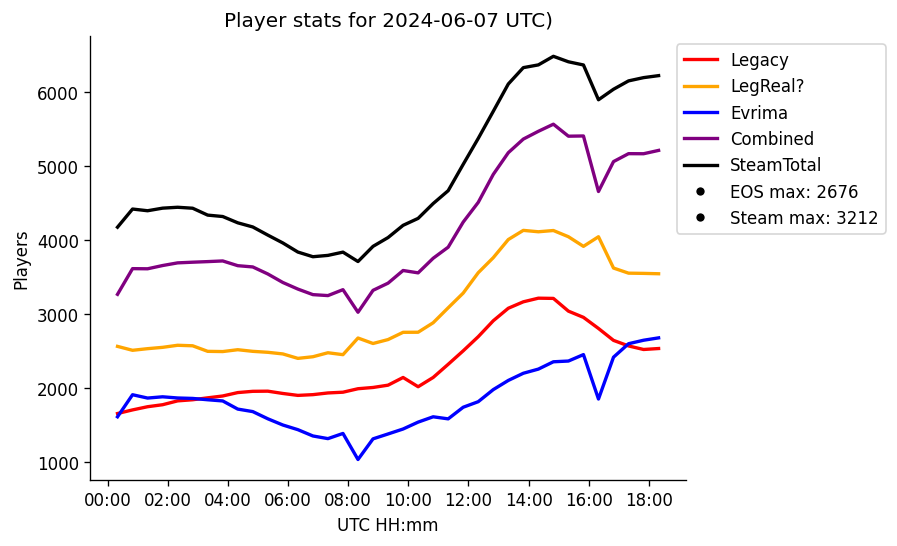 Player stats for 2024-06-07 UTC)
Players
6000
5000
4000
3000
2000
1000
00:00 02:00 04:00 06:00 08:00 10:00 12:00 14:00 16:00 18:00
UTC HH:mm
Legacy
LegReal?
Evrima
Combined
SteamTotal
EOS max: 2676
Steam max: 3212